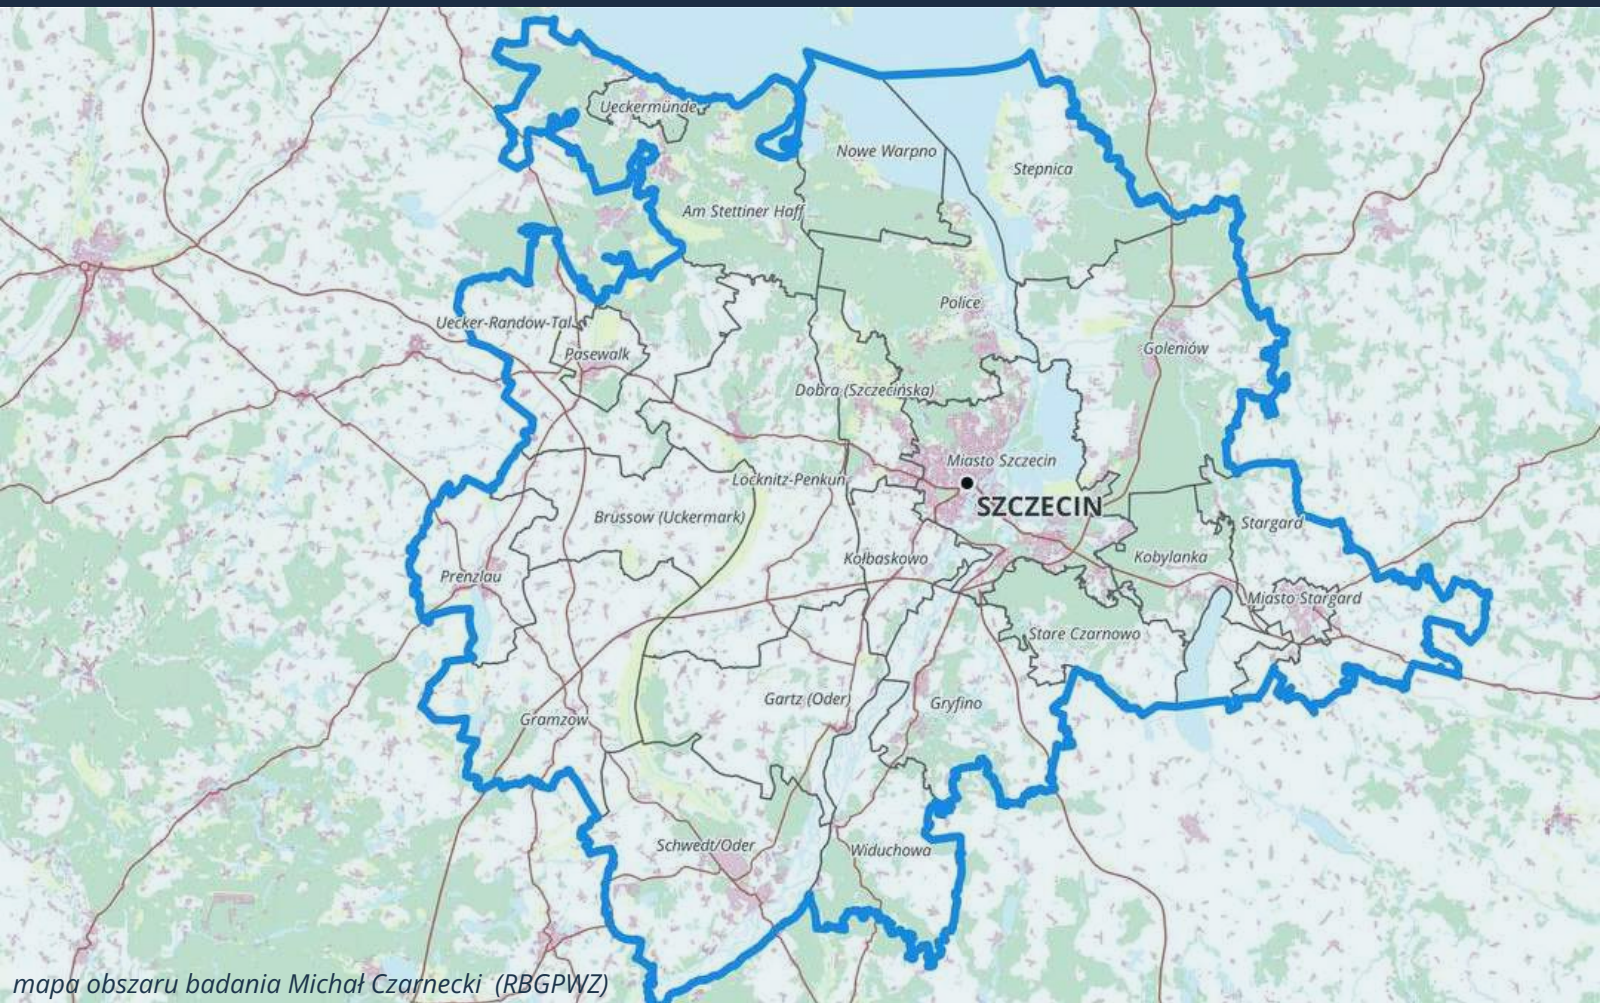 Ueckermünde
Nowe Warpno
Stepnica
Am Stettiner Haff
Police
Uecker-Randow-Tal
Pasewalk
Goleniów
Dobra (Szczecińska)
Miasto Szczecin
Löcknitz-Penkun
SZCZECIN
Brüssow (Uckermark)
Stargard
Kołbaskowo
Kobylanka
Prenzlau
Miasto Stargard
Stare Czarnowo
Gartz (Oder)
Gryfino
Gramzow
Schwedt/Oder
Widuchowa
mapa obszaru badania Michał Czarnecki (RBGPWZ)